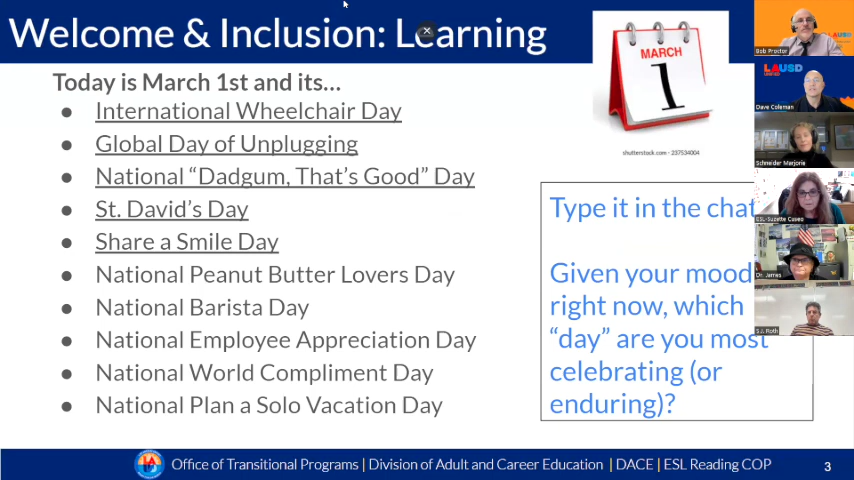 Welcome & Inclusion: Learning
Today is March 1st and its...
● International Wheelchair Day
● Global Day of Unplugging
● National “Dadgum, That’s Good” Day
● St. David’s Day
● Share a Smile Day
● National Peanut Butter Lovers Day
● National Barista Day
● National Employee Appreciation Day
● National World Compliment Day
● National Plan a Solo Vacation Day
MARCH
1
shutterstock.com · 237534004
Type it in the chat
Given your mood
right now, which
“day” are you most
celebrating (or
enduring)?
Bob Proctor
LAUSD
UNIFIED
Dave Coleman
Schneider Marjorie
ESL-Suzette Cuseo
Dr. James
S.J. Roth
Office of Transitional Programs | Division of Adult and Career Education | DACE | ESL Reading COP
3